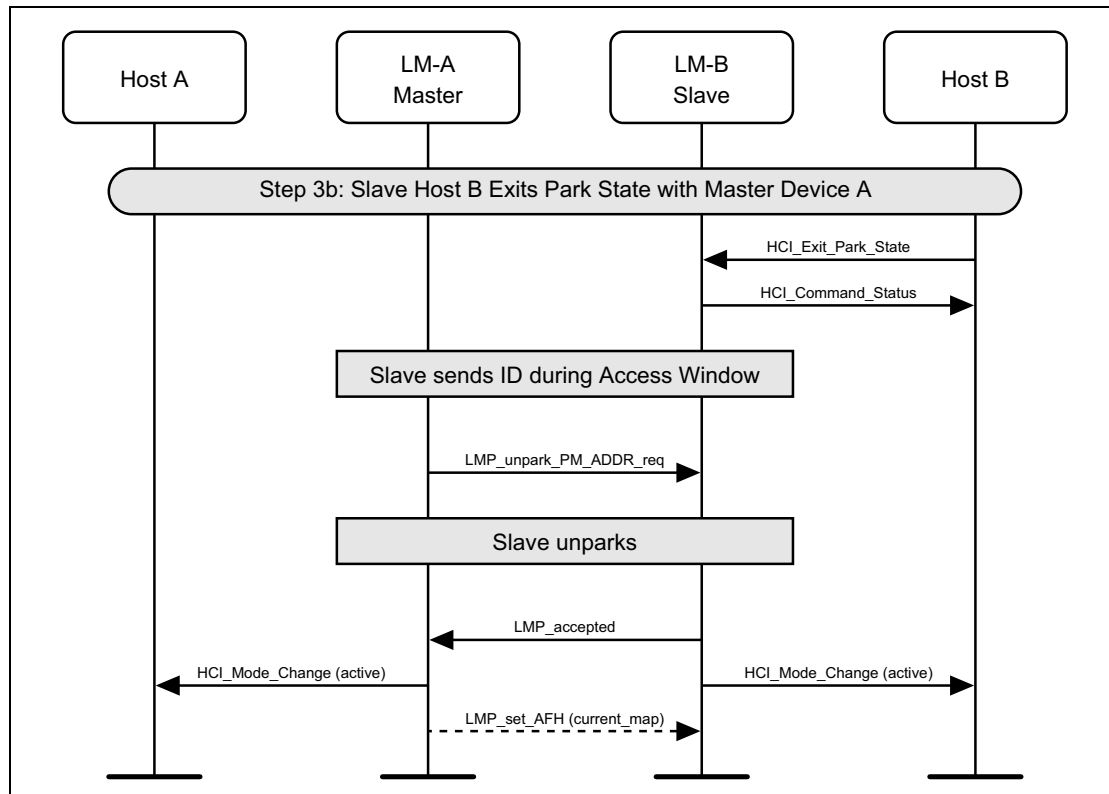 Host A
LM-A
Master
LM-B
Slave
Host B
Step 3b: Slave Host B Exits Park State with Master Device A
HCI_Exit_Park_State
HCI_Command_Status
Slave sends ID during Access Window
LMP_unpark_PM_ADDR_req
Slave unparks
LMP_accepted
HCI_Mode_Change (active)
HCI_Mode_Change (active)
LMP_set_AFH (current_map)